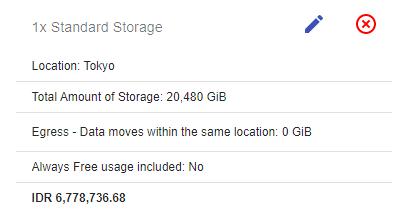 1x Standard Storage
Location: Tokyo
Total Amount of Storage: 20,480 GiB
Egress - Data moves within the same location: 0 GiB
Always Free usage included: No
IDR 6,778,736.68